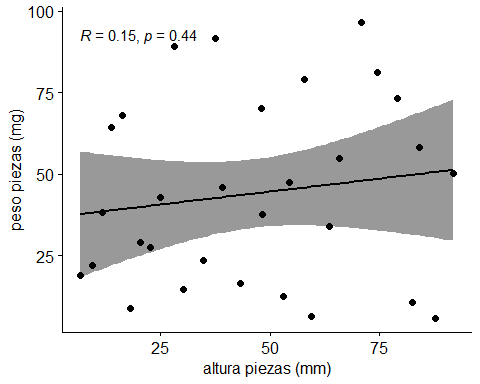 R = 0.15, p = 0.44
100
75
50
25
peso piezas (mg)
25
50
75
altura piezas (mm)